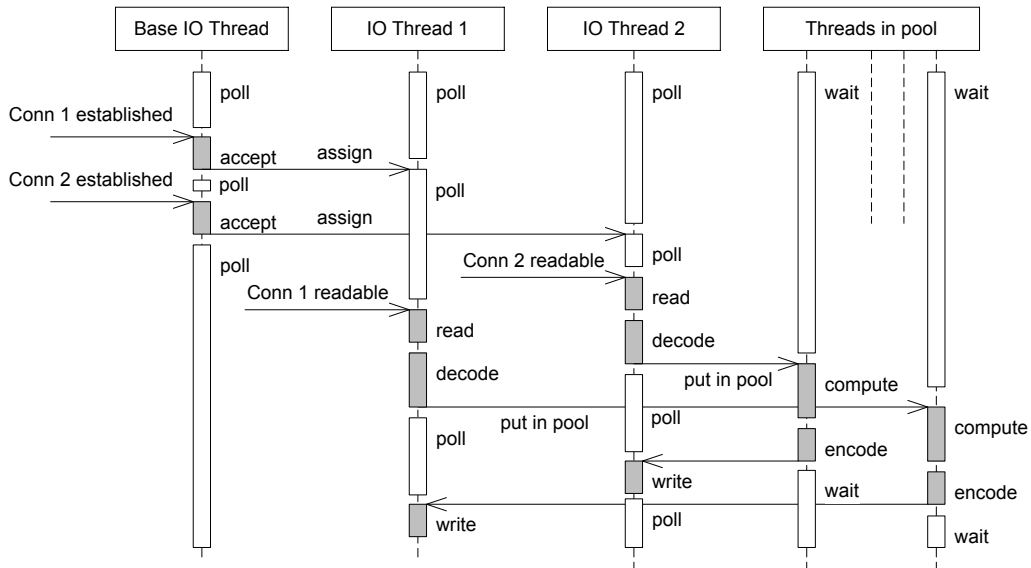 Base IO Thread IO Thread 1 IO Thread 2 Threads in pool
poll poll poll wait wait
Conn 1 established
accept assign
Conn 2 established poll poll
accept assign
poll Conn 2 readable poll
Conn 1 readable read
read decode
decode put in pool compute
put in pool poll
poll compute
encode
write wait encode
write poll wait